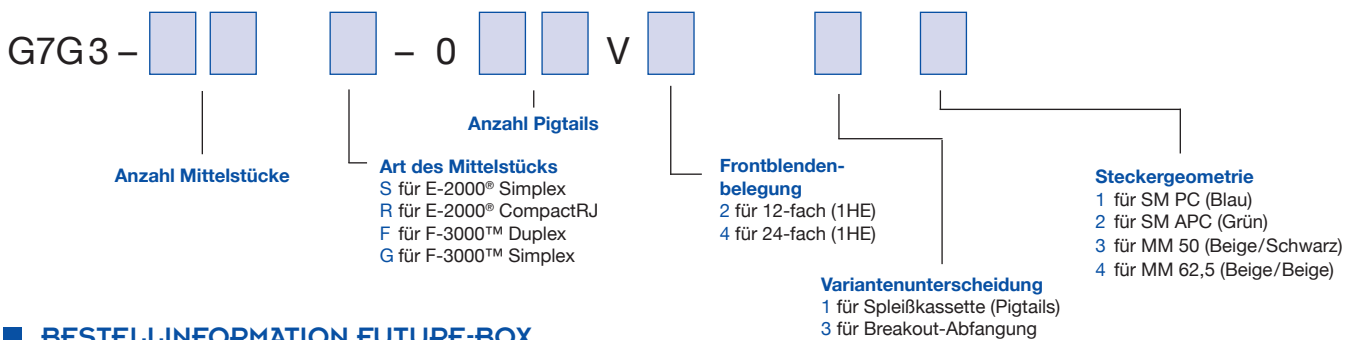 G7G3 – – 0 V
Anzahl Mittelstücke
Art des Mittelstücks
S für E-2000® Simplex
R für E-2000® CompactRJ
F für F-3000™ Duplex
G für F-3000™ Simplex
Anzahl Pigtails
Frontblenden-
belegung
2 für 12-fach (1HE)
4 für 24-fach (1HE)
Variantenunterscheidung
1 für Spleißkassette (Pigtails)
3 für Breakout-Abfangung
Steckergeometrie
1 für SM PC (Blau)
2 für SM APC (Grün)
3 für MM 50 (Beige/Schwarz)
4 für MM 62,5 (Beige/Beige)
BESTELLINFORMATION FUTURE-BOX